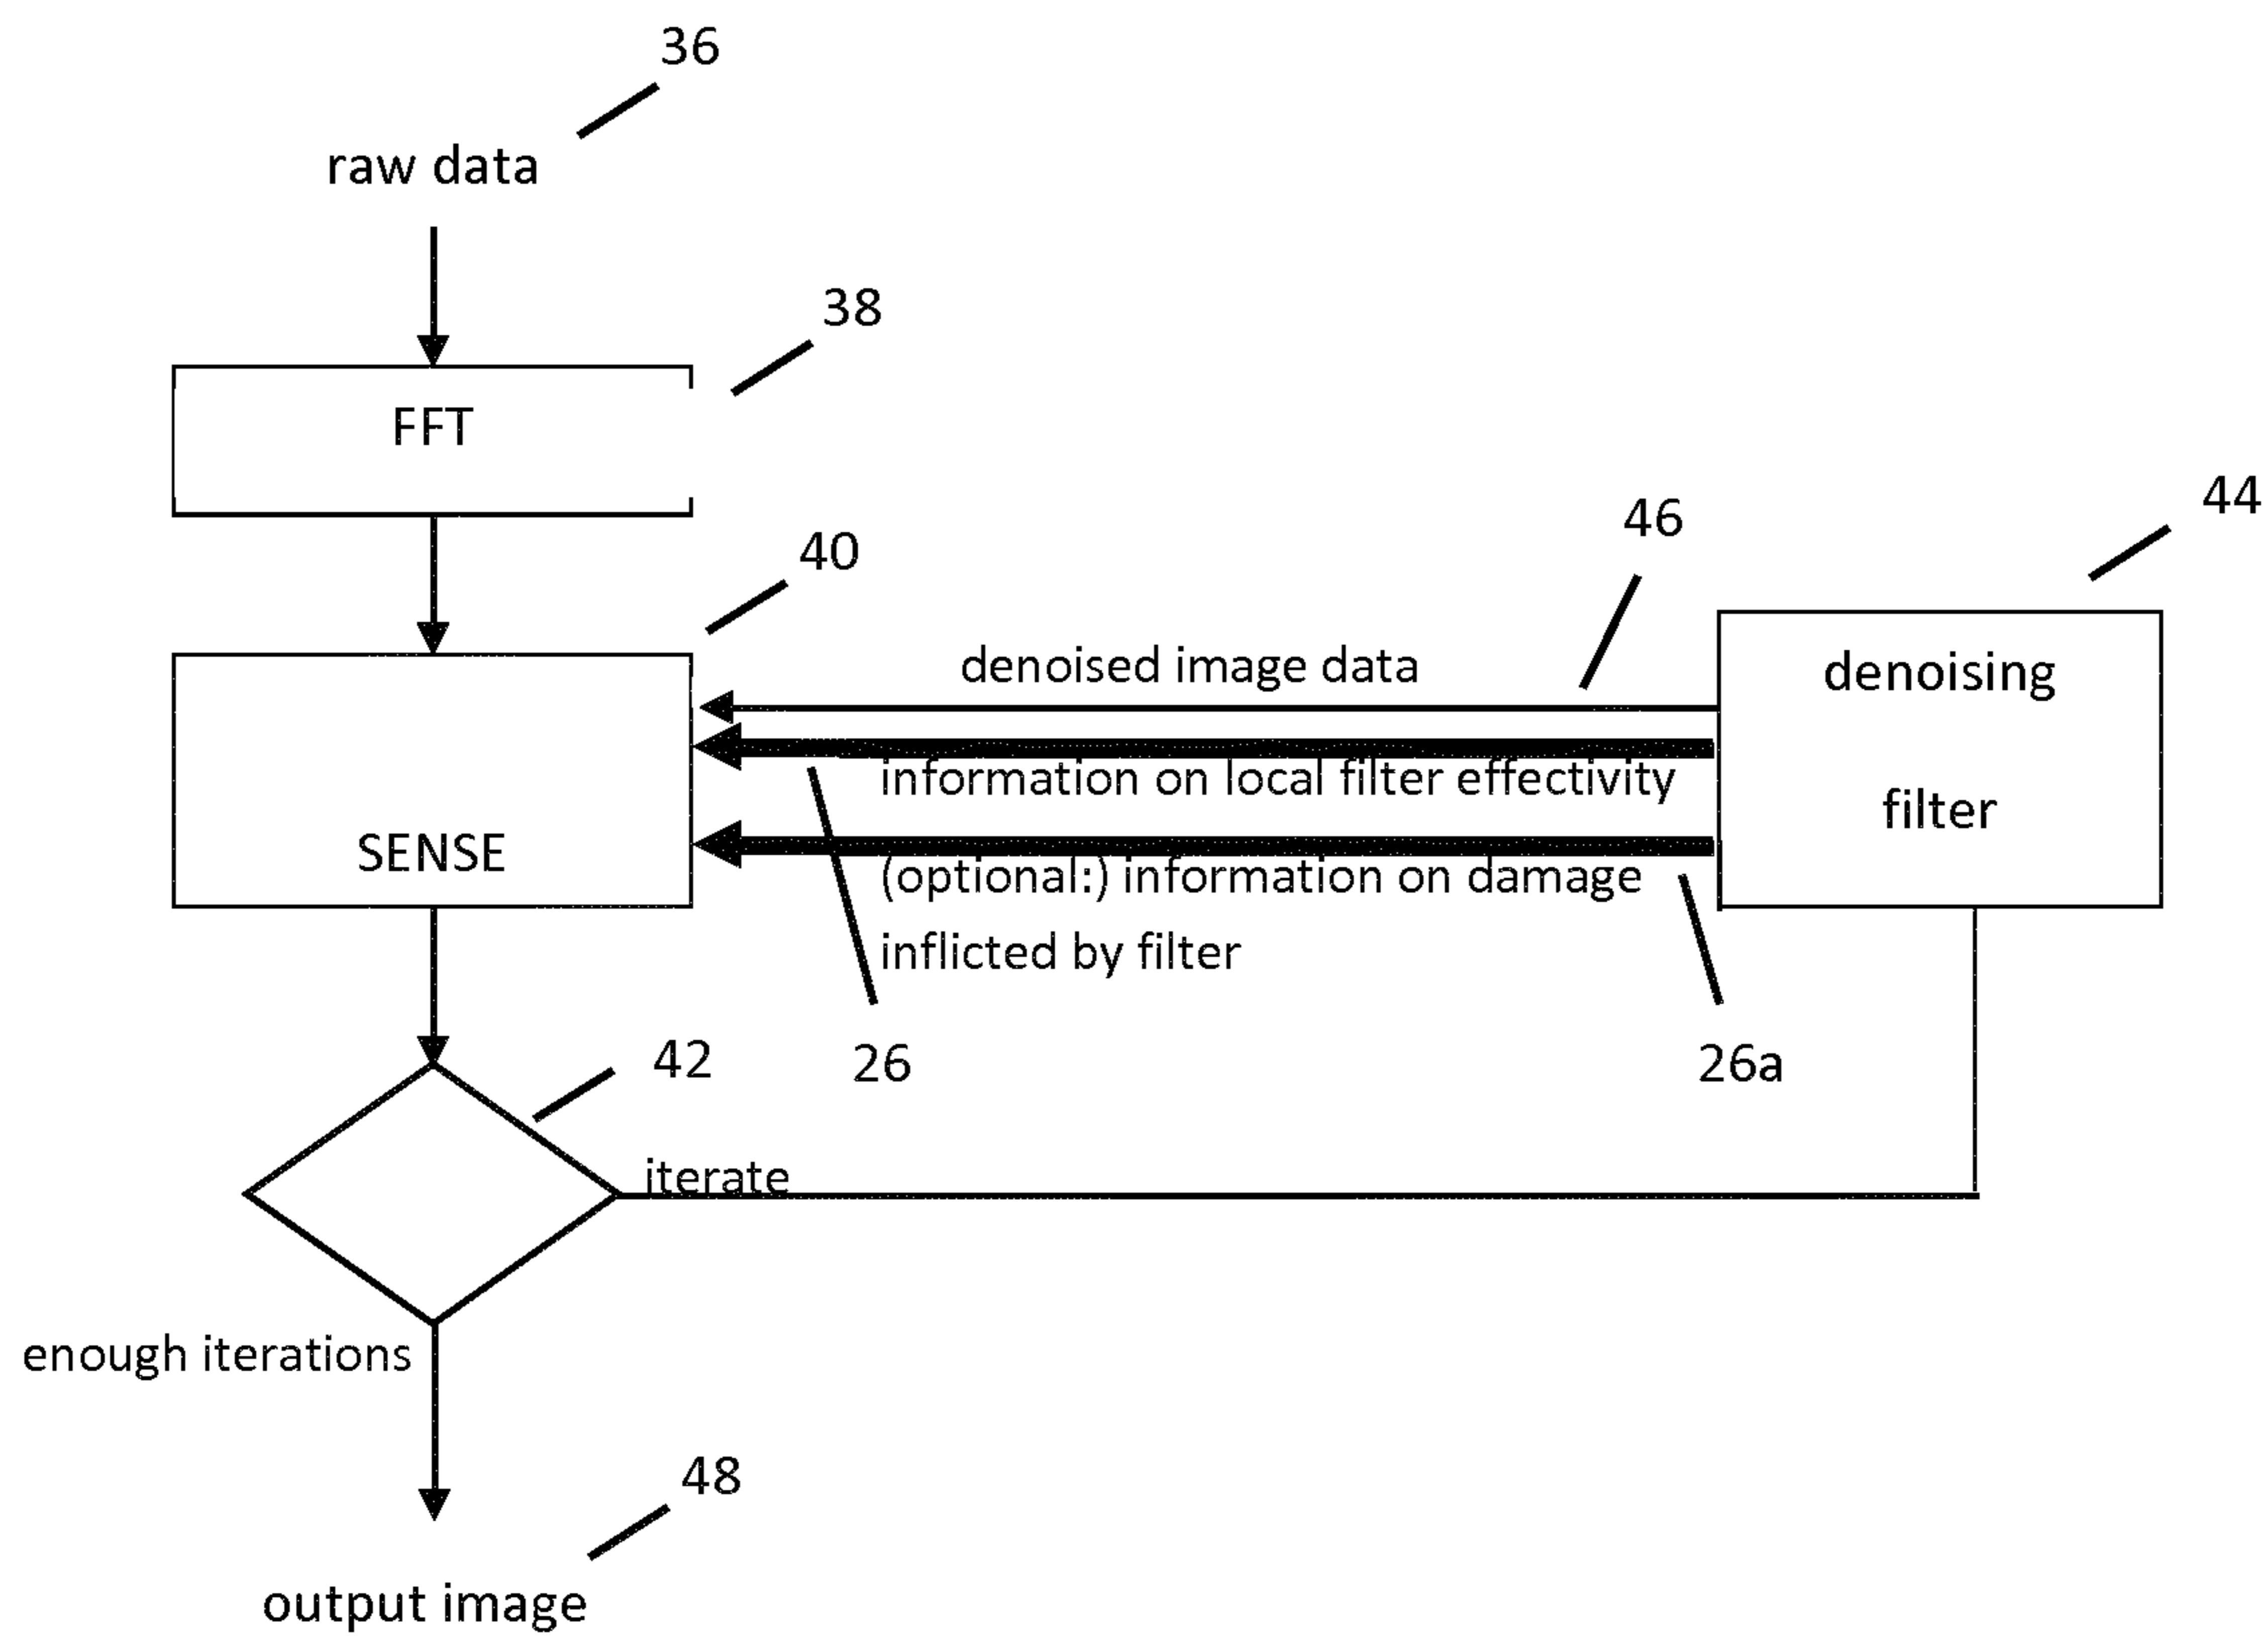 36
raw data
38
FFT
44
46
40
denoised image data
denoising
information on local filter effectivity
filter
SENSE
(optional:) information on damage
inflicted by filter
42
26
26a
iterate
enough iterations
48
output image